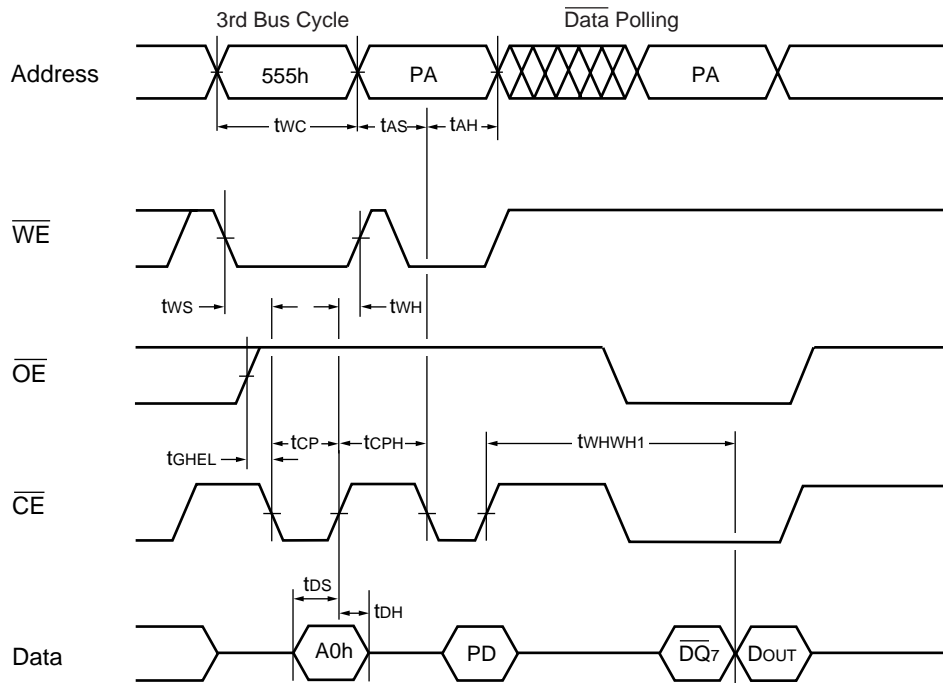 3rd Bus Cycle
Data Polling
Address
555h
PA
PA
tWC
tAS
tAH
WE
tWS
tWH
OE
tGHEL
tCP
tCPH
tWHWH1
CE
tDS
tDH
Data
A0h
PD
DQ7
DOUT